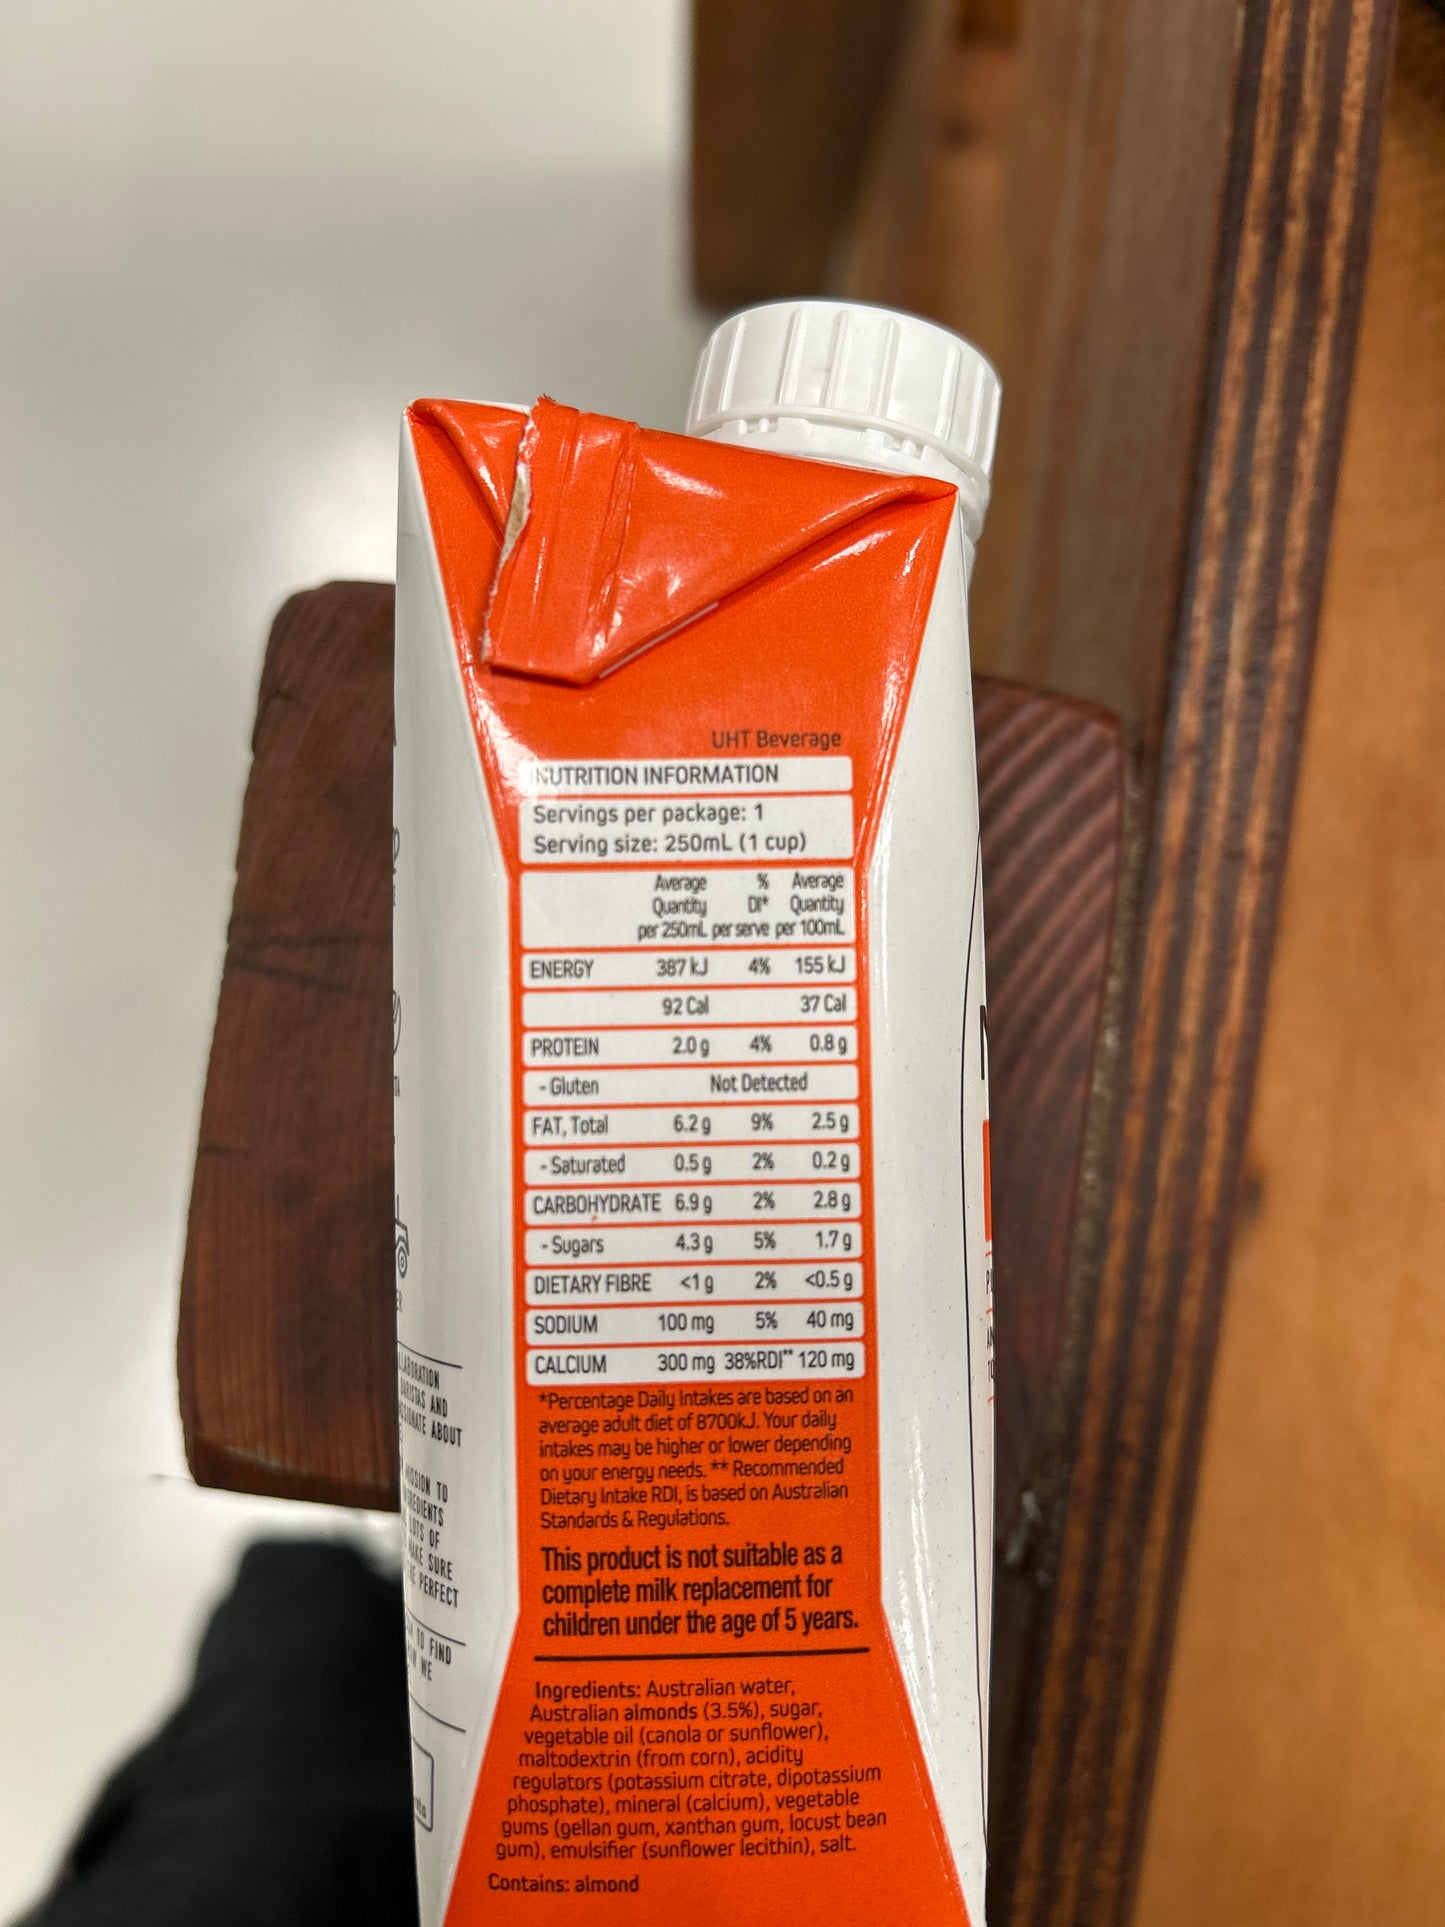 UHT Beverage
NUTRITION INFORMATION
Servings per package: 1
Serving size: 250mL (1 cup)
Average % Average
Quantity DI* Quantity
per 250mL per serve per 100mL
ENERGY 387 kJ 4% 155 kJ
92 Cal 37 Cal
PROTEIN 2.0 g 4% 0.8 g
- Gluten Not Detected
FAT, Total 6.2 g 9% 2.5 g
- Saturated 0.5 g 2% 0.2 g
CARBOHYDRATE 6.9 g 2% 2.8 g
- Sugars 4.3 g 5% 1.7 g
DIETARY FIBRE <1 g 2% <0.5 g
SODIUM 100 mg 5% 40 mg
CALCIUM 300 mg 38%RDI** 120 mg
*Percentage Daily Intakes are based on an
average adult diet of 8700kJ. Your daily
intakes may be higher or lower depending
on your energy needs. ** Recommended
Dietary Intake RDI, is based on Australian
Standards & Regulations.
This product is not suitable as a
complete milk replacement for
children under the age of 5 years.
Ingredients: Australian water,
Australian almonds (3.5%), sugar,
vegetable oil (canola or sunflower),
maltodextrin (from corn), acidity
regulators (potassium citrate, dipotassium
phosphate), mineral (calcium), vegetable
gums (gellan gum, xanthan gum, locust bean
gum), emulsifier (sunflower lecithin), salt.
Contains: almond
AND
ABOUT
TO
OF
SURE
PERFECT
TO FIND
WE